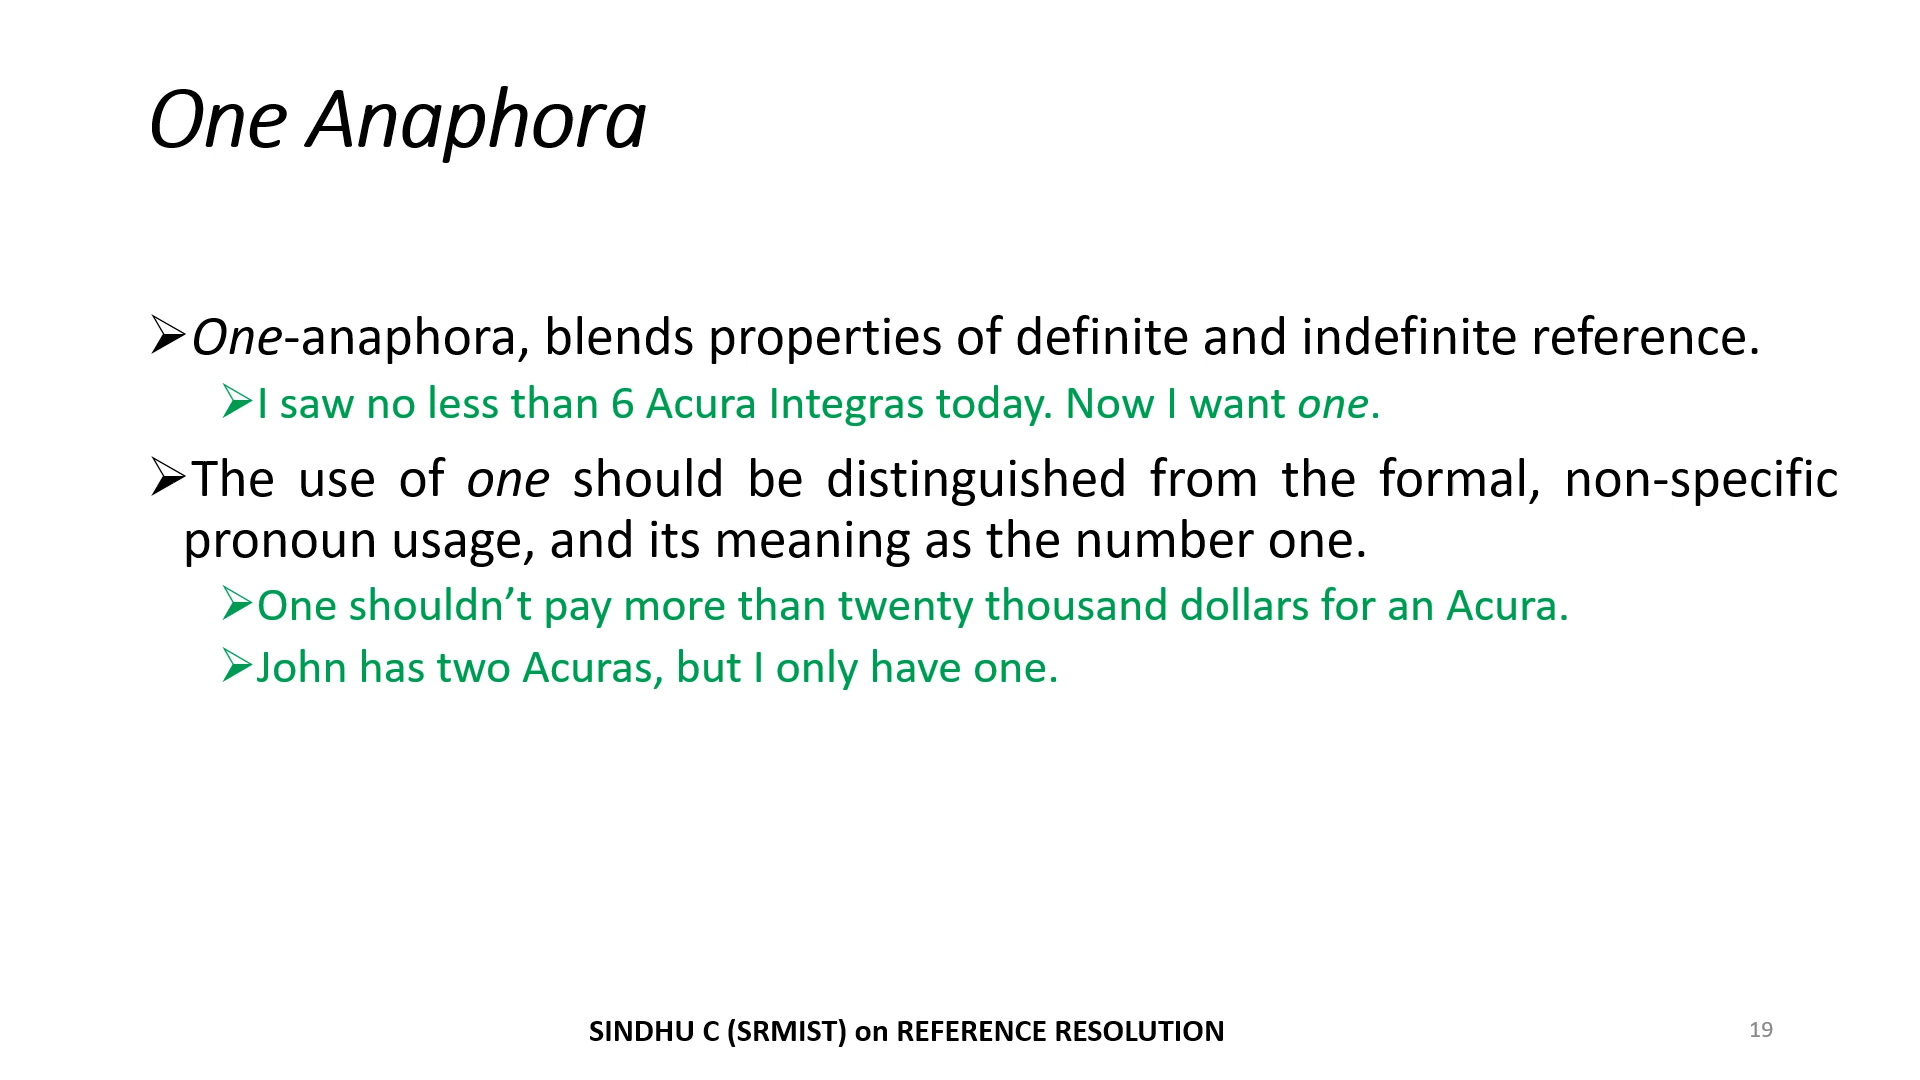 One Anaphora
➢One-anaphora, blends properties of definite and indefinite reference.
➢I saw no less than 6 Acura Integras today. Now I want one.
➢The use of one should be distinguished from the formal, non-specific
pronoun usage, and its meaning as the number one.
➢One shouldn’t pay more than twenty thousand dollars for an Acura.
➢John has two Acuras, but I only have one.
SINDHU C (SRMIST) on REFERENCE RESOLUTION
19